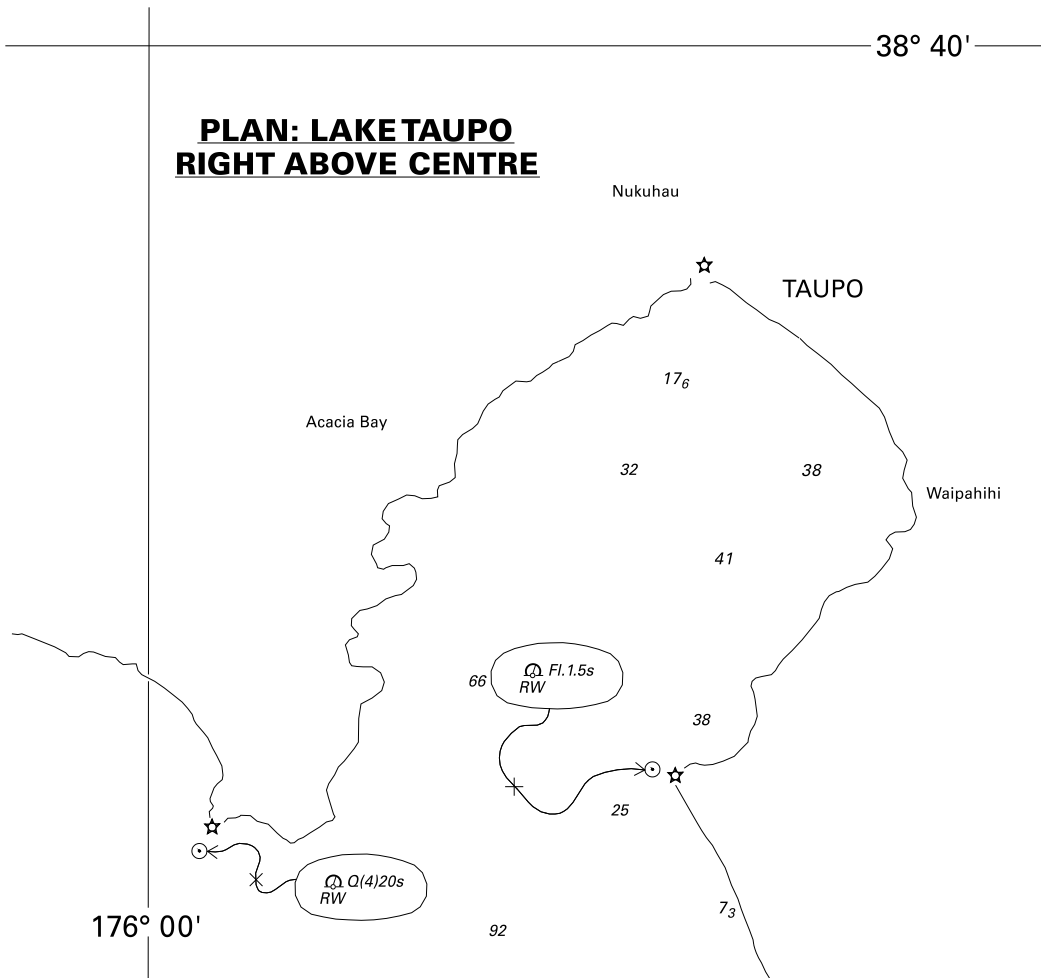 38° 40'
PLAN: LAKE TAUPO
RIGHT ABOVE CENTRE
Nukuhau
TAUPO
17₆
Acacia Bay
32
38
Waipahihi
41
66
Fl.1.5s
RW
38
25
Q(4)20s
RW
7₃
176° 00'
92